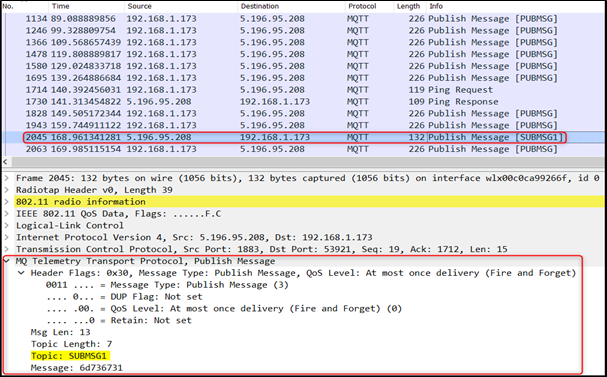 No. Time Source Destination Protocol Length Info
1134 89.088889856 192.168.1.173 5.196.95.208 MQTT 226 Publish Message [PUBMSG]
1246 99.328809754 192.168.1.173 5.196.95.208 MQTT 226 Publish Message [PUBMSG]
1366 109.568657439 192.168.1.173 5.196.95.208 MQTT 226 Publish Message [PUBMSG]
1478 119.808889817 192.168.1.173 5.196.95.208 MQTT 226 Publish Message [PUBMSG]
1580 129.024833718 192.168.1.173 5.196.95.208 MQTT 226 Publish Message [PUBMSG]
1695 139.264886684 192.168.1.173 5.196.95.208 MQTT 226 Publish Message [PUBMSG]
1714 140.392456031 192.168.1.173 5.196.95.208 MQTT 119 Ping Request
1730 141.313454822 5.196.95.208 192.168.1.173 MQTT 109 Ping Response
1828 149.505172344 192.168.1.173 5.196.95.208 MQTT 226 Publish Message [PUBMSG]
1943 159.744911122 192.168.1.173 5.196.95.208 MQTT 226 Publish Message [PUBMSG]
2045 168.961341281 5.196.95.208 192.168.1.173 MQTT 132 Publish Message [SUBMSG1]
2063 169.985115154 192.168.1.173 5.196.95.208 MQTT 226 Publish Message [PUBMSG]
Frame 2045: 132 bytes on wire (1056 bits), 132 bytes captured (1056 bits) on interface wlx00c0ca99266f, id 0
Radiotap Header v0, Length 39
802.11 radio information
IEEE 802.11 QoS Data, Flags: ......F.C
Logical-Link Control
Internet Protocol Version 4, Src: 5.196.95.208, Dst: 192.168.1.173
Transmission Control Protocol, Src Port: 1883, Dst Port: 53921, Seq: 19, Ack: 1712, Len: 15
MQ Telemetry Transport Protocol, Publish Message
Header Flags: 0x30, Message Type: Publish Message, QoS Level: At most once delivery (Fire and Forget)
0011 .... = Message Type: Publish Message (3)
.... 0... = DUP Flag: Not set
.... .00. = QoS Level: At most once delivery (Fire and Forget) (0)
.... ...0 = Retain: Not set
Msg Len: 13
Topic Length: 7
Topic: SUBMSG1
Message: 6d736731